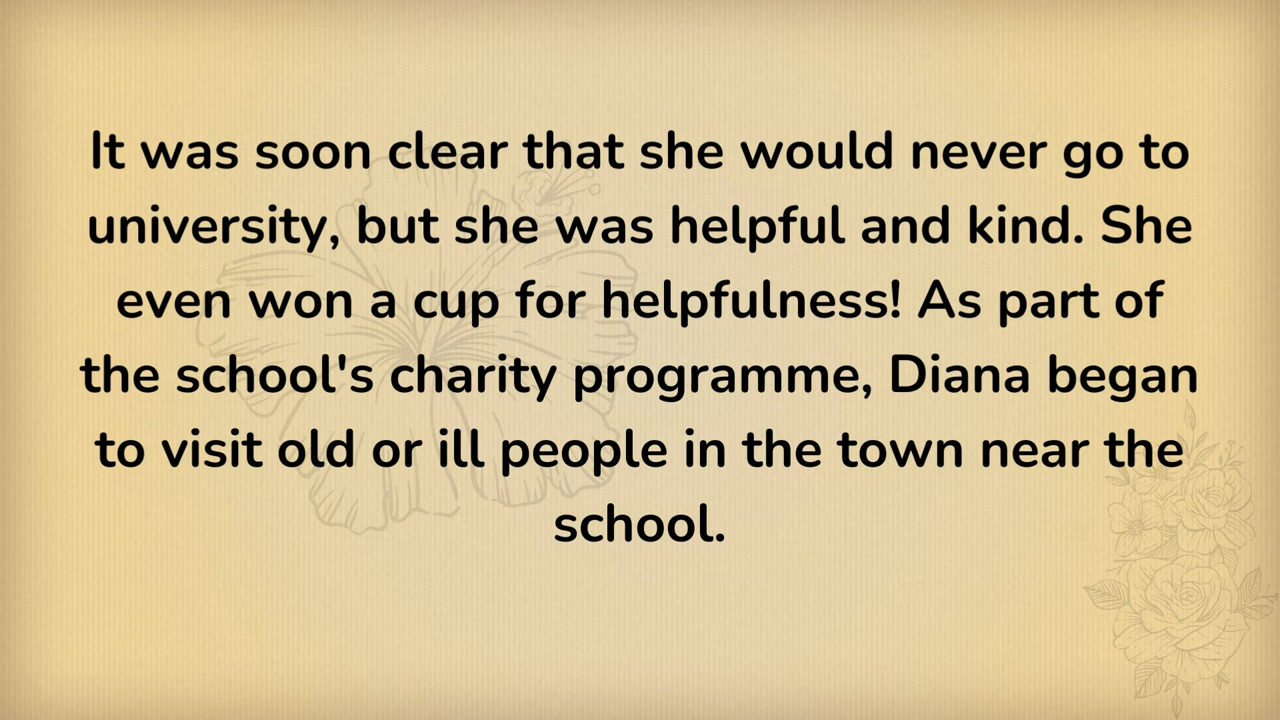 It was soon clear that she would never go to
university, but she was helpful and kind. She
even won a cup for helpfulness! As part of
the school's charity programme, Diana began
to visit old or ill people in the town near the
school.